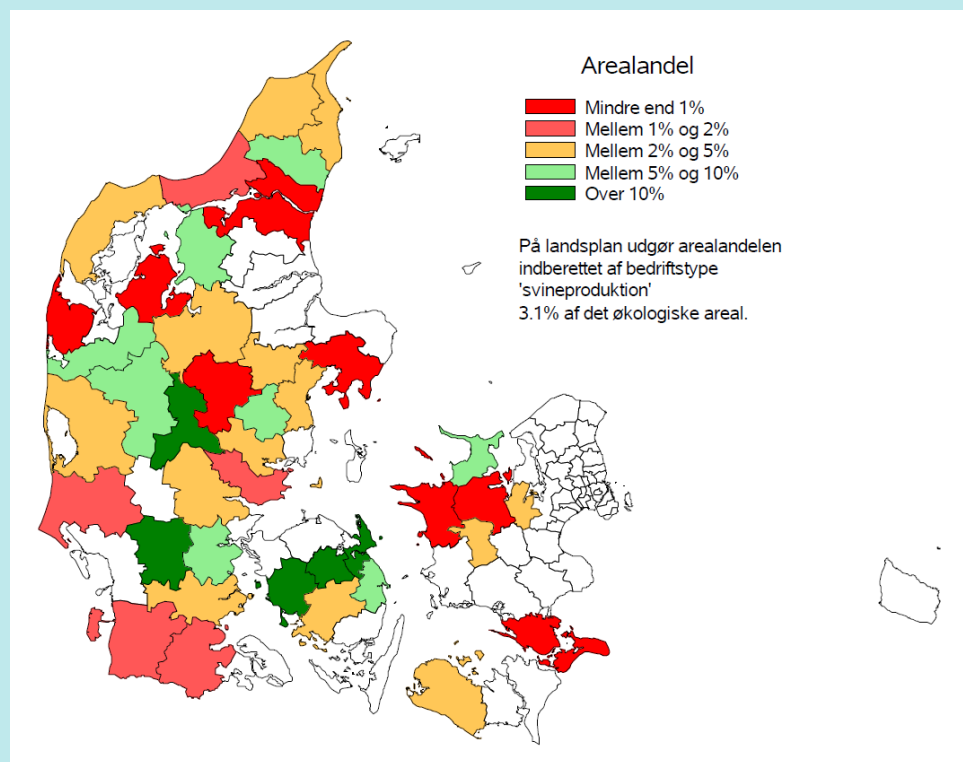 Arealandel
Mindre end 1%
Mellem 1% og 2%
Mellem 2% og 5%
Mellem 5% og 10%
Over 10%
På landsplan udgør arealandelen
indberettet af bedriftstype
'svineproduktion'
3.1% af det økologiske areal.